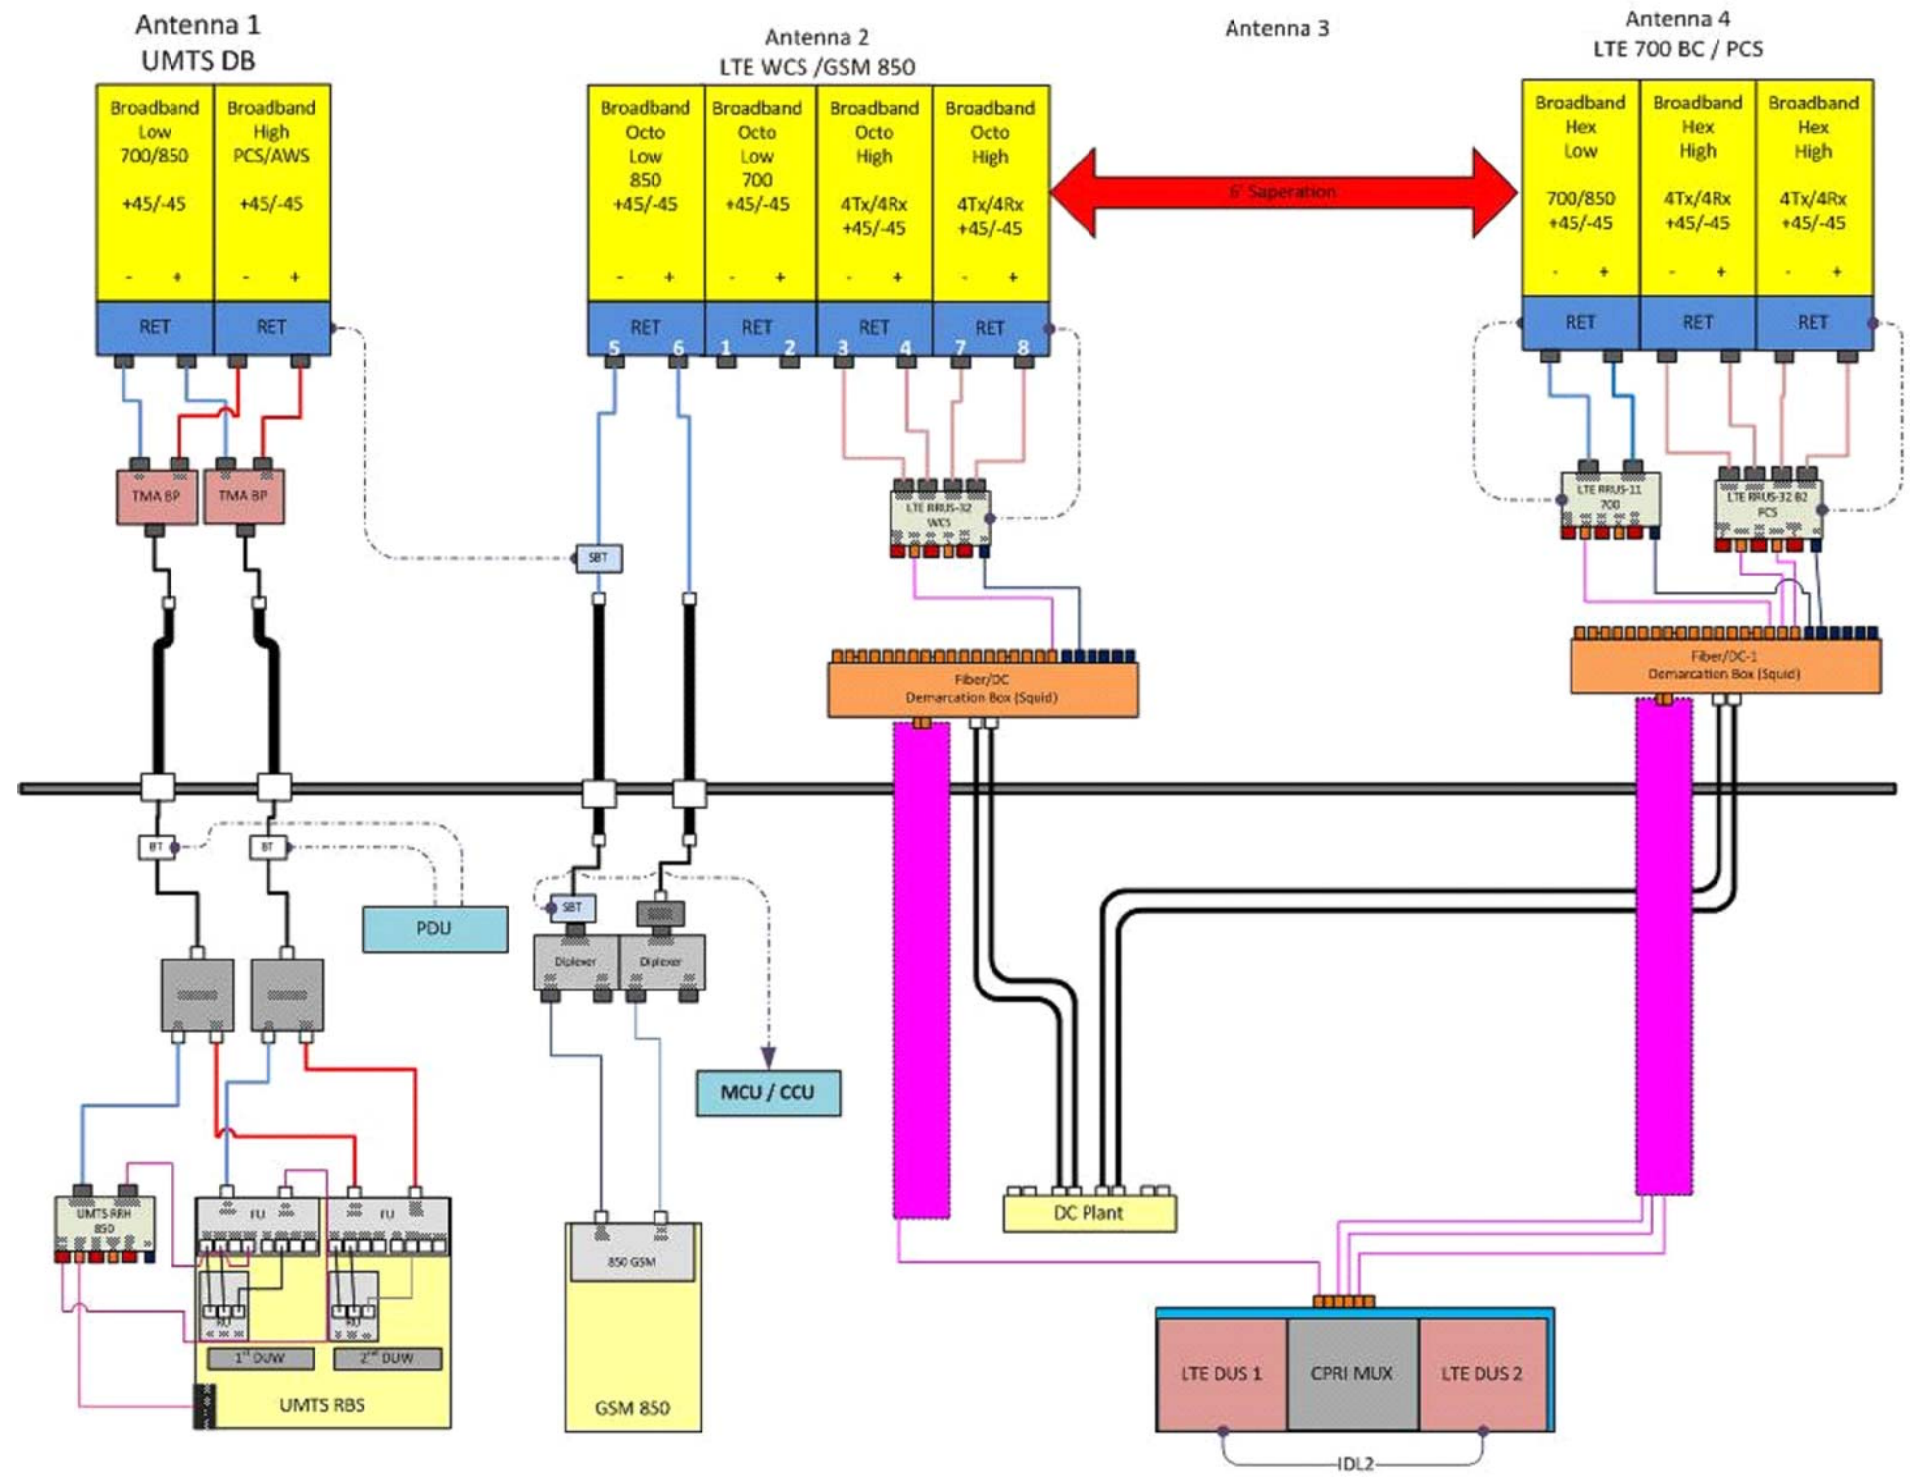 Antenna 1
UMTS DB
Antenna 2
LTE WCS /GSM 850
Antenna 3
Antenna 4
LTE 700 BC / PCS
Broadband
Low
700/850
+45/-45
- +
Broadband
High
PCS/AWS
+45/-45
- +
RET
RET
Broadband
Octo
Low
850
+45/-45
- +
Broadband
Octo
Low
700
+45/-45
- +
Broadband
Octo
High
4Tx/4Rx
+45/-45
- +
Broadband
Octo
High
4Tx/4Rx
+45/-45
- +
RET
RET
RET
RET
5 6 1 2 3 4 7 8
6' Saperation
Broadband
Hex
Low
700/850
+45/-45
- +
Broadband
Hex
High
4Tx/4Rx
+45/-45
- +
Broadband
Hex
High
4Tx/4Rx
+45/-45
- +
RET
RET
RET
TMA BP
TMA BP
SBT
LTE RRUS-32
WCS
LTE RRUS-11
700
LTE RRUS-32 B2
PCS
Fiber/DC
Demarcation Box (Squid)
Fiber/DC-1
Demarcation Box (Squid)
BT
BT
PDU
SBT
Diplexer
Diplexer
MCU / CCU
UMTS RRH
850
FU
FU
RU
RU
1st DUW
2nd DUW
UMTS RBS
850 GSM
GSM 850
DC Plant
LTE DUS 1
CPRI MUX
LTE DUS 2
IDL2